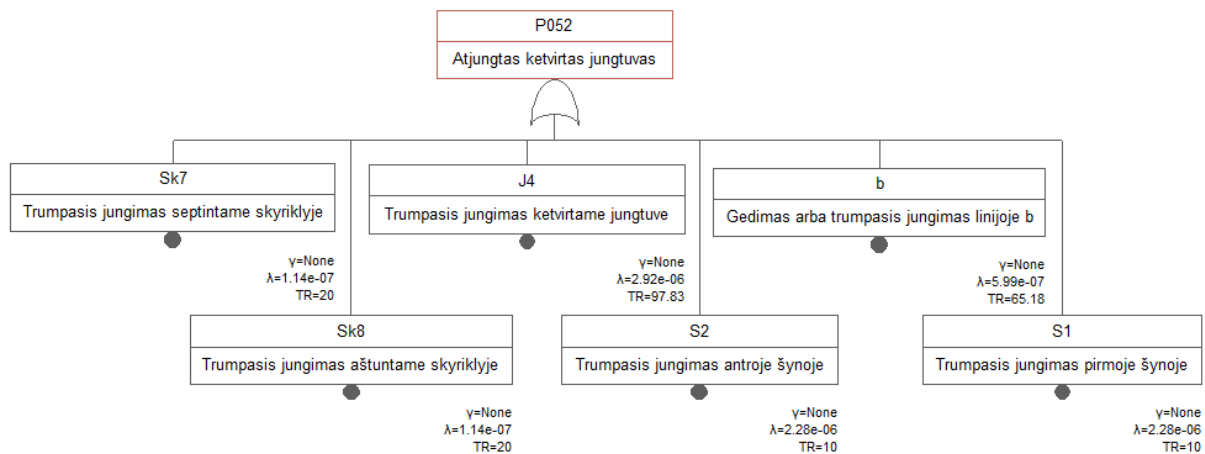 P052
Atjungtas ketvirtas jungtuvas
Sk7
Trumpasis jungimas septintame skyriklyje
γ=None
λ=1.14e-07
TR=20
J4
Trumpasis jungimas ketvirtame jungtuve
γ=None
λ=2.92e-06
TR=97.83
b
Gedimas arba trumpasis jungimas linijoje b
γ=None
λ=5.99e-07
TR=65.18
Sk8
Trumpasis jungimas aštuntame skyriklyje
γ=None
λ=1.14e-07
TR=20
S2
Trumpasis jungimas antroje šynoje
γ=None
λ=2.28e-06
TR=10
S1
Trumpasis jungimas pirmoje šynoje
γ=None
λ=2.28e-06
TR=10